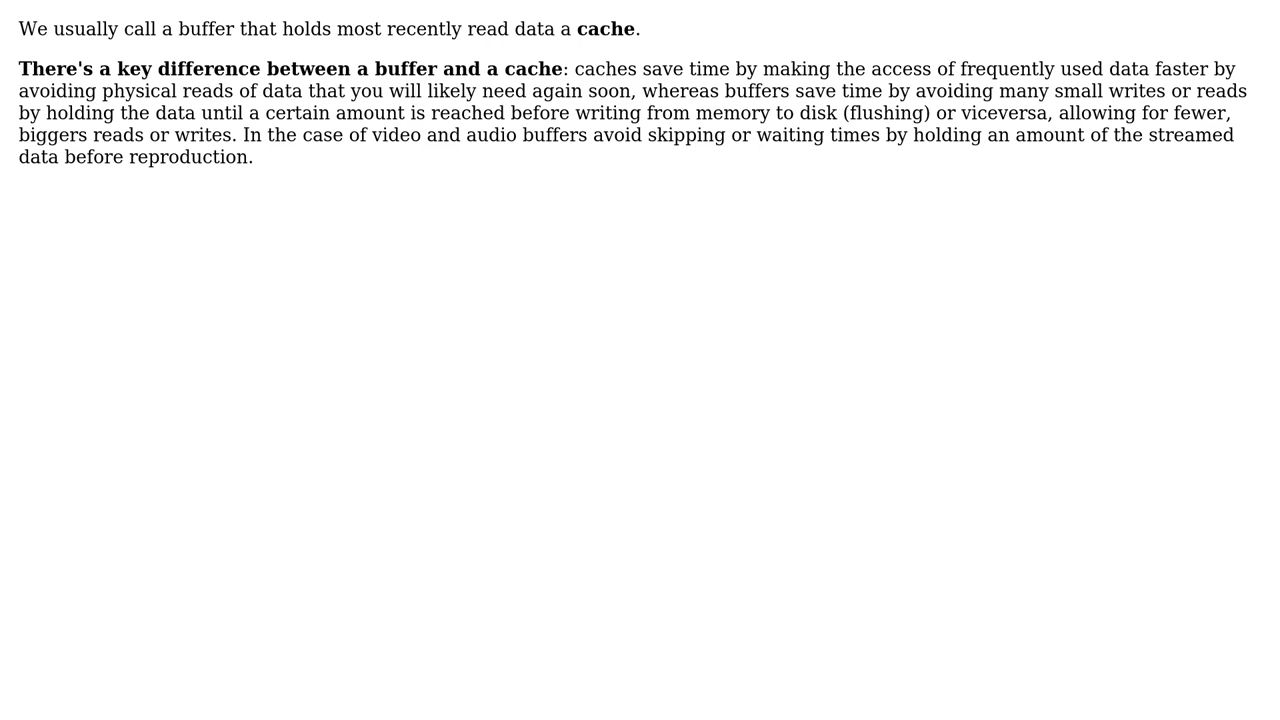 We usually call a buffer that holds most recently read data a cache.
There's a key difference between a buffer and a cache: caches save time by making the access of frequently used data faster by
avoiding physical reads of data that you will likely need again soon, whereas buffers save time by avoiding many small writes or reads
by holding the data until a certain amount is reached before writing from memory to disk (flushing) or viceversa, allowing for fewer,
biggers reads or writes. In the case of video and audio buffers avoid skipping or waiting times by holding an amount of the streamed
data before reproduction.